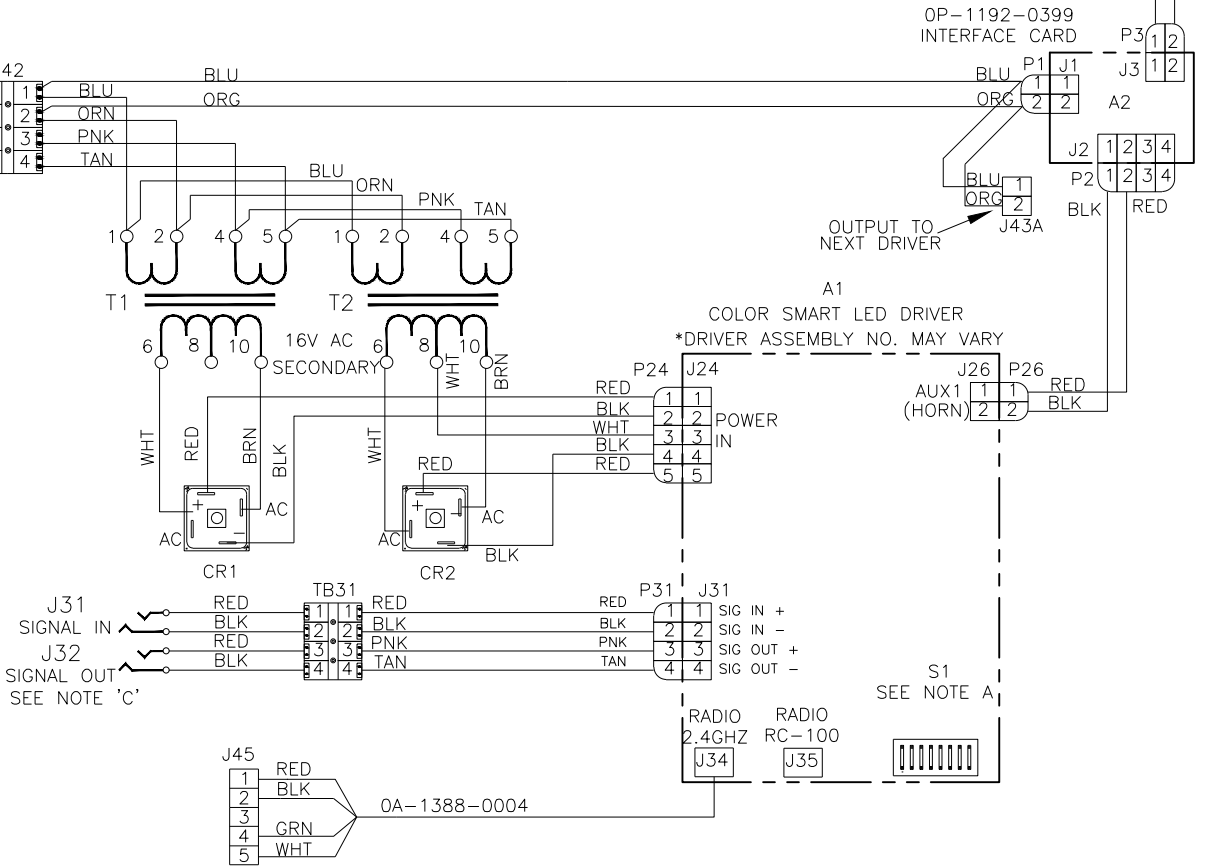 0P-1192-0399
INTERFACE CARD
P3
1 2
J3
1 2
42
1
2
3
4
BLU
BLU
ORG
ORN
PNK
TAN
BLU
ORG
P1 J1
1 1
2 2
A2
J2
1 2 3 4
P2
1 2 3 4
BLK
RED
BLU
ORG
1
2
J43A
OUTPUT TO
NEXT DRIVER
BLU
ORN
PNK
TAN
1 2 4 5 1 2 4 5
T1
T2
6 8 10
16V AC
SECONDARY
6 8 10
WHT
BRN
A1
COLOR SMART LED DRIVER
*DRIVER ASSEMBLY NO. MAY VARY
P24 J24
RED 1 1
BLK 2 2
WHT 3 3
BLK 4 4
RED 5 5
POWER
IN
J26 P26
AUX1
(HORN)
1 1 RED
2 2 BLK
WHT
RED
BRN
BLK
WHT
RED
+
AC
AC
-
CR1
+
AC
AC
-
BLK
CR2
J31
SIGNAL IN
J32
SIGNAL OUT
SEE NOTE 'C'
TB31
RED 1 1 RED
BLK 2 2 BLK
RED 3 3 PNK
BLK 4 4 TAN
P31 J31
RED 1 1 SIG IN +
BLK 2 2 SIG IN -
PNK 3 3 SIG OUT +
TAN 4 4 SIG OUT -
S1
SEE NOTE A
RADIO
2.4GHZ
J34
RADIO
RC-100
J35
J45
1 RED
2 BLK
3
4 GRN
5 WHT
0A-1388-0004